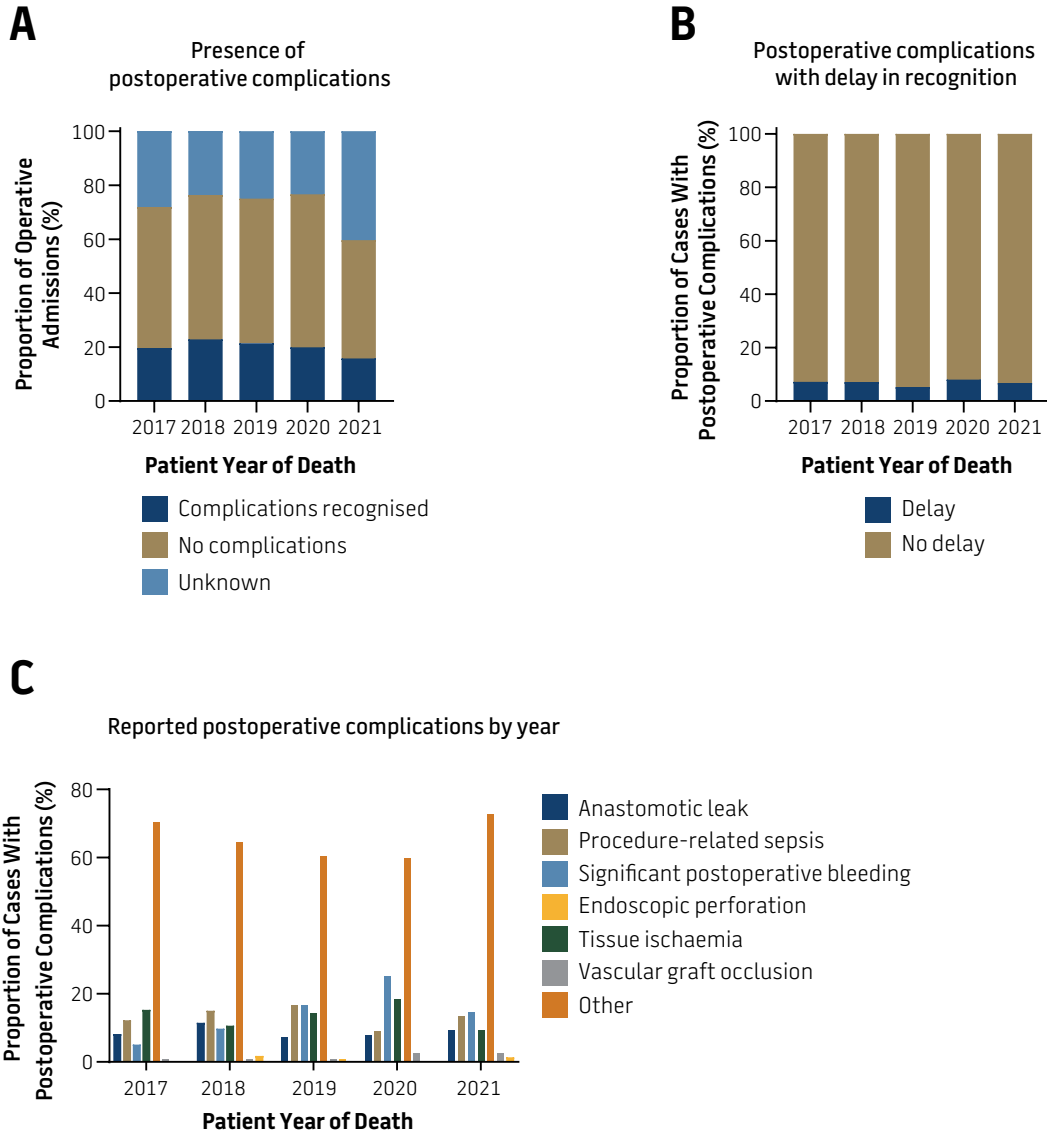 A
Presence of
postoperative complications
Proportion of Operative
Admissions (%)
100
80
60
40
20
0
2017 2018 2019 2020 2021
Patient Year of Death
Complications recognised
No complications
Unknown
B
Postoperative complications
with delay in recognition
Proportion of Cases With
Postoperative Complications (%)
100
80
60
40
20
0
2017 2018 2019 2020 2021
Patient Year of Death
Delay
No delay
C
Reported postoperative complications by year
Proportion of Cases With
Postoperative Complications (%)
80
60
40
20
0
2017 2018 2019 2020 2021
Patient Year of Death
Anastomotic leak
Procedure-related sepsis
Significant postoperative bleeding
Endoscopic perforation
Tissue ischaemia
Vascular graft occlusion
Other